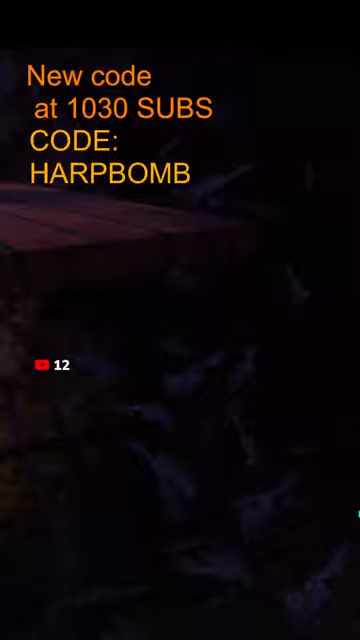 New code
at 1030 SUBS
CODE:
HARPBOMB
12